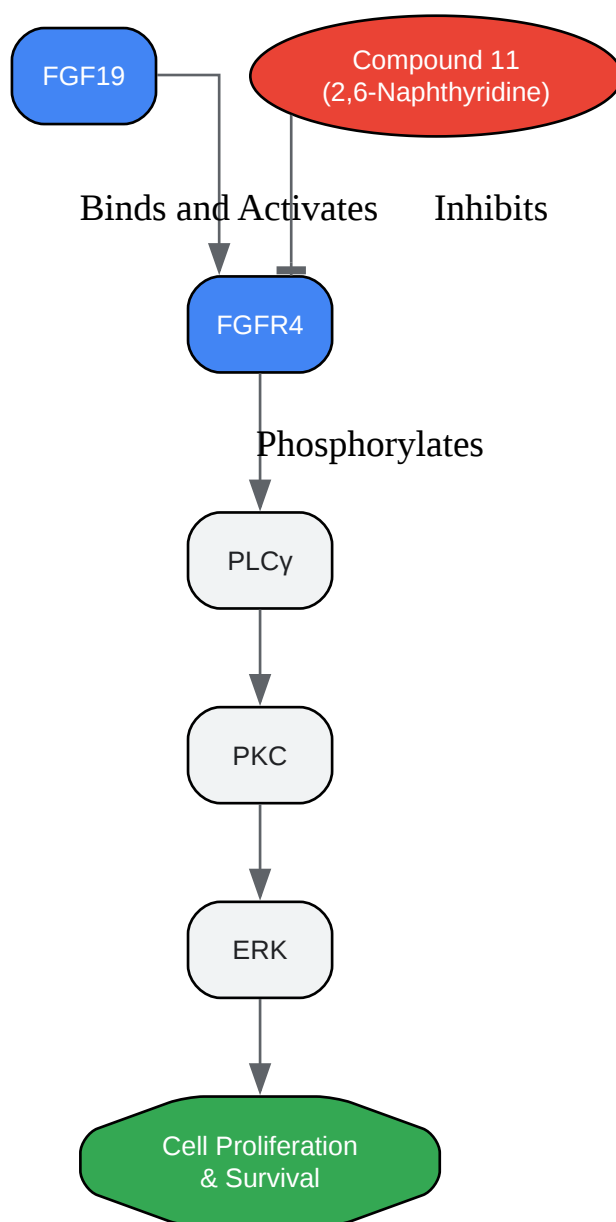 FGF19
Compound 11
(2,6-Naphthyridine)
Binds and Activates
Inhibits
FGFR4
Phosphorylates
PLCγ
PKC
ERK
Cell Proliferation
& Survival